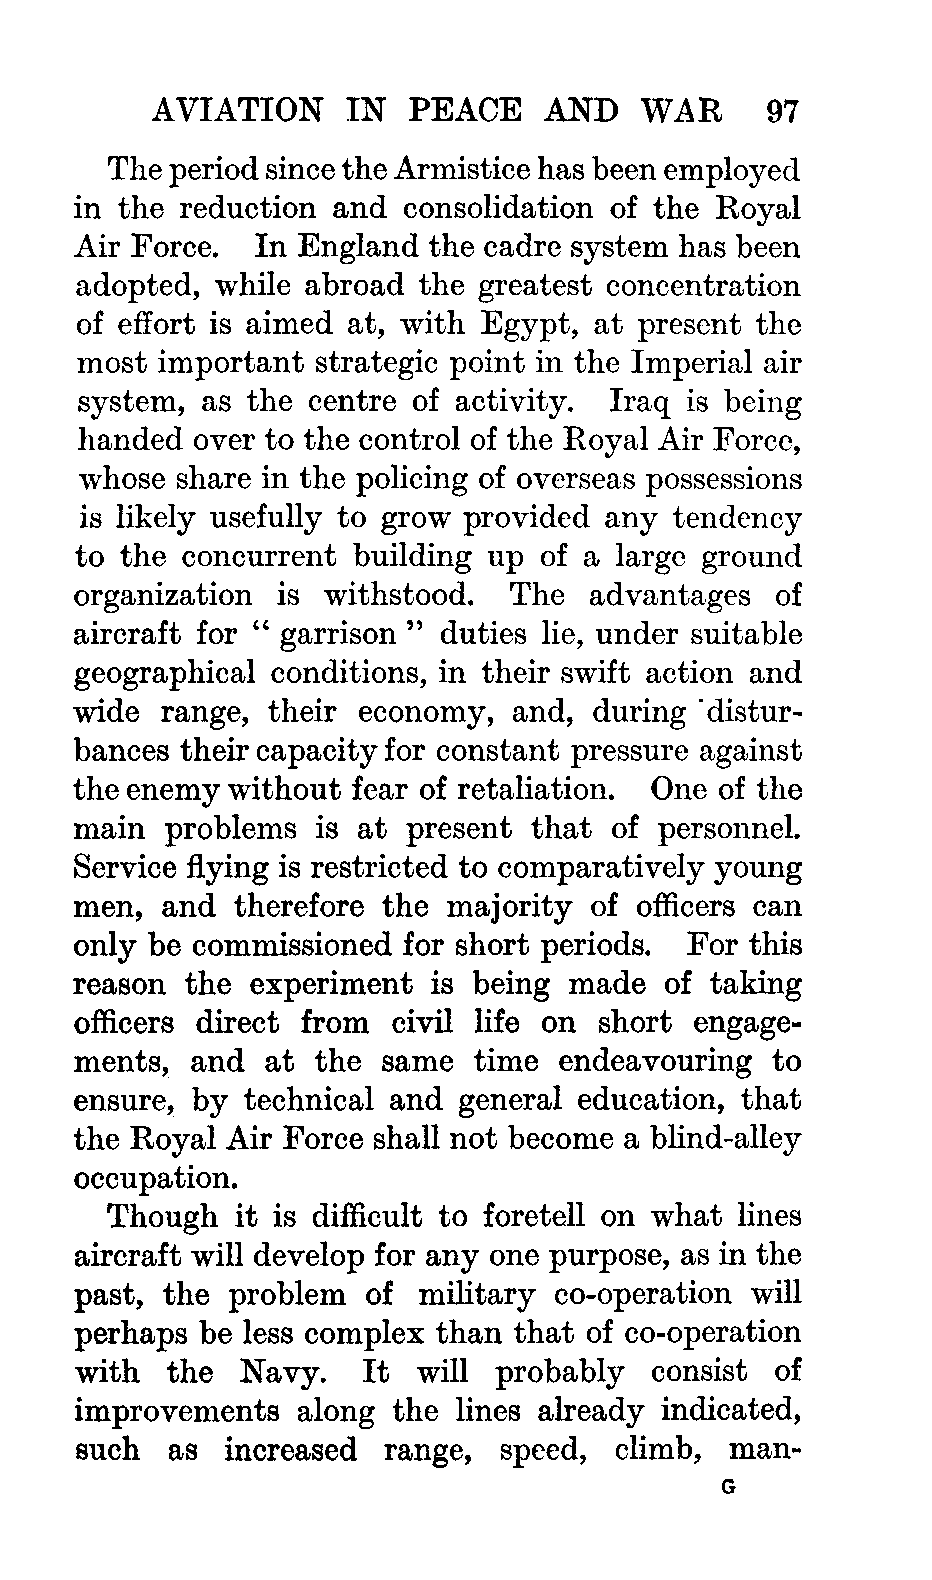 AVIATION IN PEACE AND WAR 97
The period since the Armistice has been employed
in the reduction and consolidation of the Royal
Air Force. In England the cadre system has been
adopted, while abroad the greatest concentration
of effort is aimed at, with Egypt, at present the
most important strategic point in the Imperial air
system, as the centre of activity. Iraq is being
handed over to the control of the Royal Air Force,
whose share in the policing of overseas possessions
is likely usefully to grow provided any tendency
to the concurrent building up of a large ground
organization is withstood. The advantages of
aircraft for “ garrison ” duties lie, under suitable
geographical conditions, in their swift action and
wide range, their economy, and, during distur-
bances their capacity for constant pressure against
the enemy without fear of retaliation. One of the
main problems is at present that of personnel.
Service flying is restricted to comparatively young
men, and therefore the majority of officers can
only be commissioned for short periods. For this
reason the experiment is being made of taking
officers direct from civil life on short engage-
ments, and at the same time endeavouring to
ensure, by technical and general education, that
the Royal Air Force shall not become a blind-alley
occupation.
Though it is difficult to foretell on what lines
aircraft will develop for any one purpose, as in the
past, the problem of military co-operation will
perhaps be less complex than that of co-operation
with the Navy. It will probably consist of
improvements along the lines already indicated,
such as increased range, speed, climb, man-
G